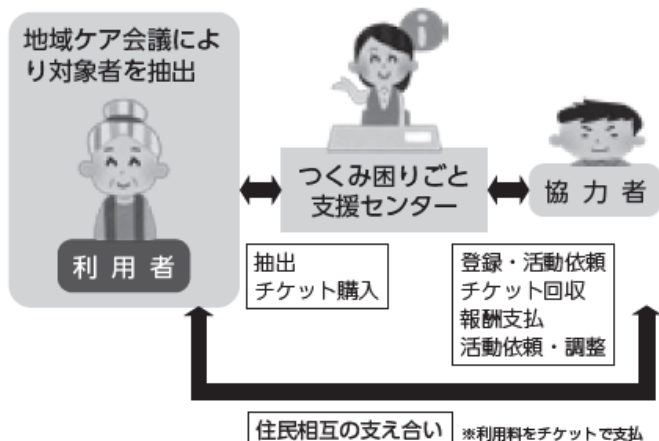 地域ケア会議によ
り対象者を抽出
利用者
つくみ困りごと
支援センター
協力者
抽出
チケット購入
登録・活動依頼
チケット回収
報酬支払
活動依頼・調整
住民相互の支え合い
※利用料をチケットで支払